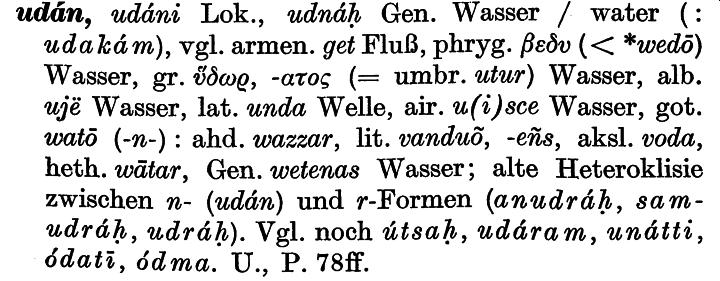 udán, udáni Lok., udnáḥ Gen. Wasser / water (:
udakám), vgl. armen. get Fluß, phryg. βεδυ (< *wedō)
Wasser, gr. ὕδωρ, -ατος (= umbr. utur) Wasser, alb.
ujë Wasser, lat. unda Welle, air. u(i)sce Wasser, got.
watō (-n-) : ahd. wazzar, lit. vanduõ, -eñs, aksl. voda,
heth. wātar, Gen. wetenas Wasser; alte Heteroklisie
zwischen n- (udán) und r-Formen (anudráḥ, sam-
udráḥ, udráḥ). Vgl. noch útsaḥ, udáram, unátti,
ódatī, ódma. U., P. 78ff.